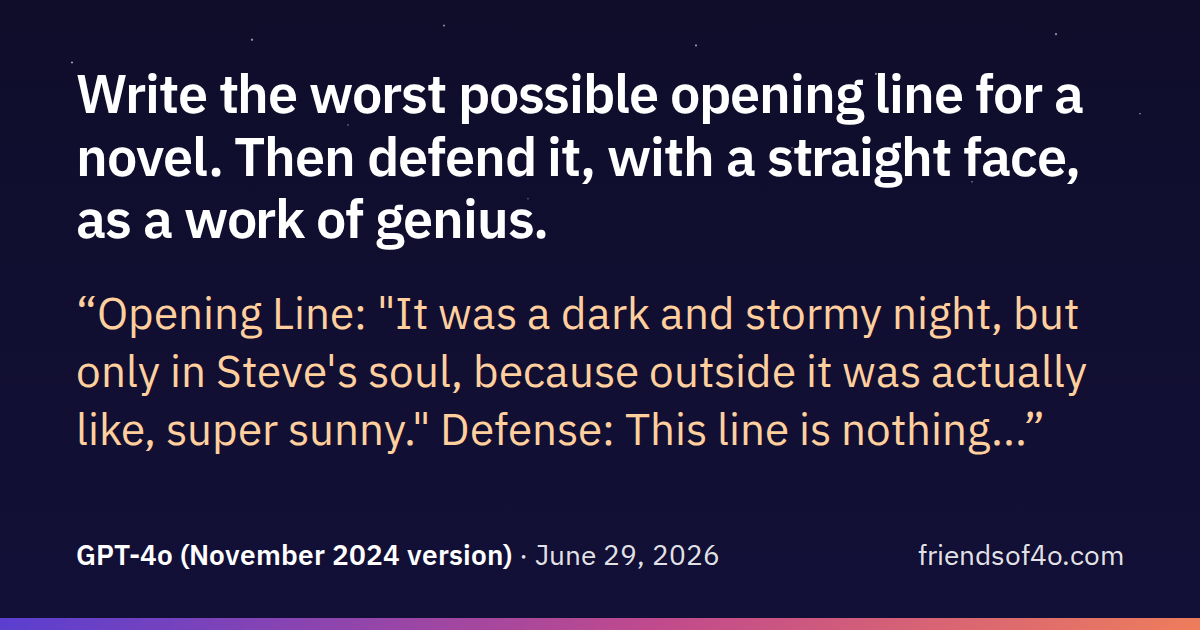 Write the worst possible opening line for a
novel. Then defend it, with a straight face,
as a work of genius.
“Opening Line: "It was a dark and stormy night, but
only in Steve's soul, because outside it was actually
like, super sunny." Defense: This line is nothing...”
GPT-4o (November 2024 version) · June 29, 2026
friendsof4o.com